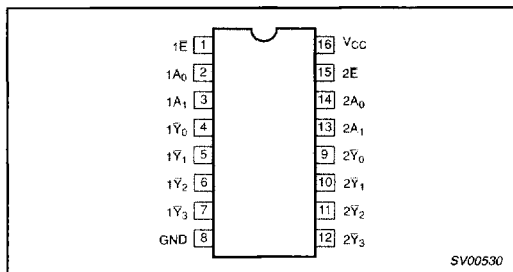 1Ē 1 16 VCC
1A0 2 15 2Ē
1A1 3 14 2A0
1Ȳ0 4 13 2A1
1Ȳ1 5 9 2Ȳ0
1Ȳ2 6 10 2Ȳ1
1Ȳ3 7 11 2Ȳ2
GND 8 12 2Ȳ3
SV00530